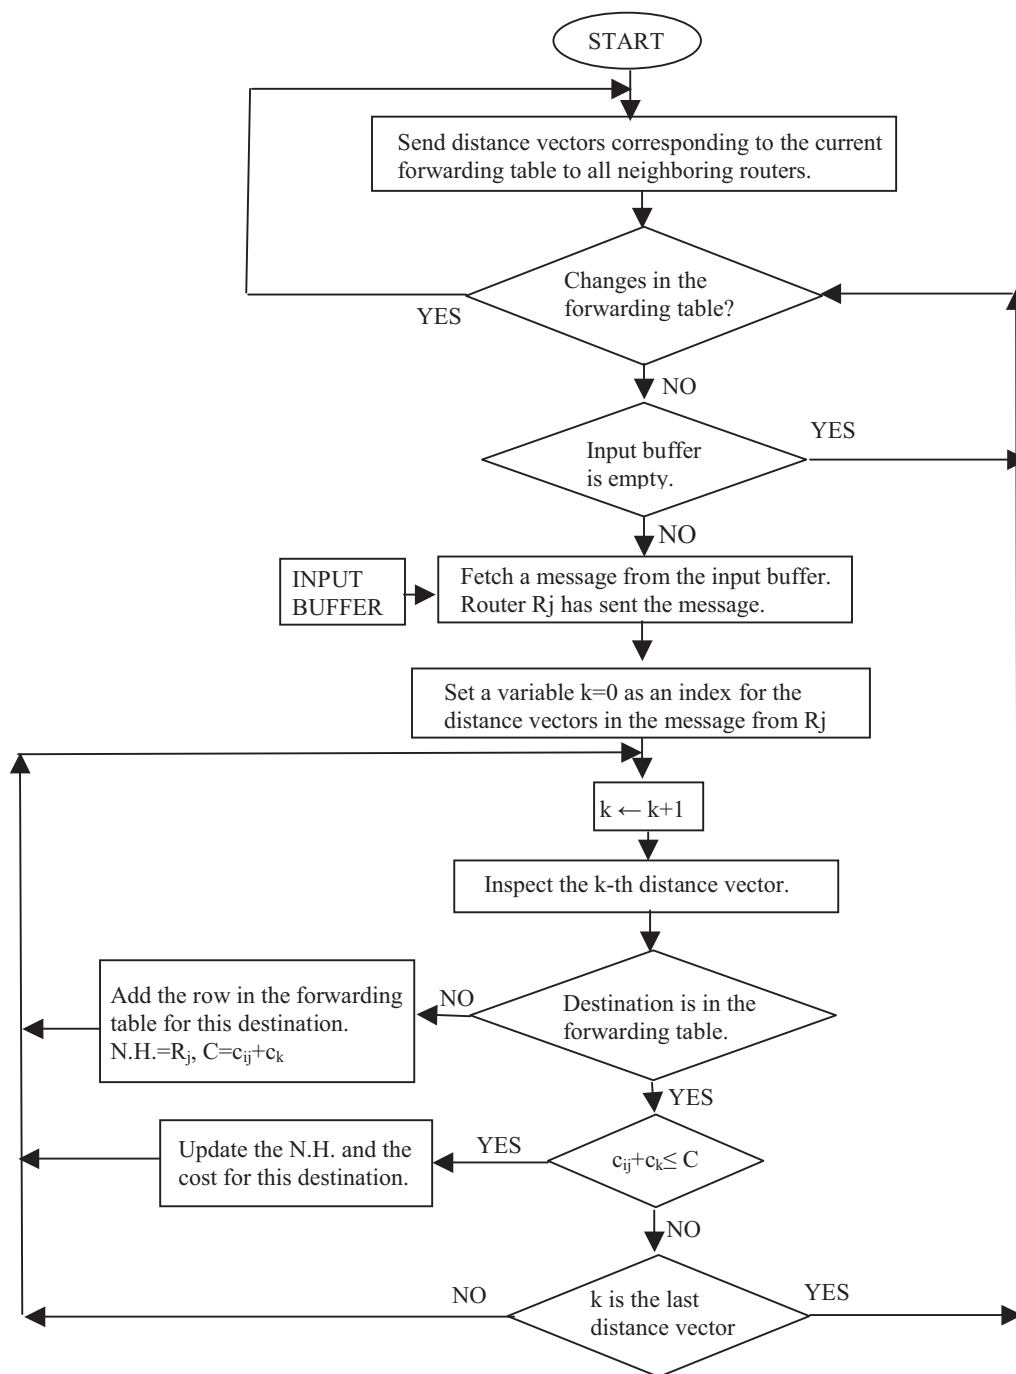 START
Send distance vectors corresponding to the current
forwarding table to all neighboring routers.
Changes in the
forwarding table?
YES
NO
Input buffer
is empty.
YES
NO
INPUT
BUFFER
Fetch a message from the input buffer.
Router Rj has sent the message.
Set a variable k=0 as an index for the
distance vectors in the message from Rj
k ← k+1
Inspect the k-th distance vector.
Destination is in the
forwarding table.
NO
Add the row in the forwarding
table for this destination.
N.H.=Rj, C=cij+ck
YES
cij+ck≤ C
YES
Update the N.H. and the
cost for this destination.
NO
k is the last
distance vector
NO
YES